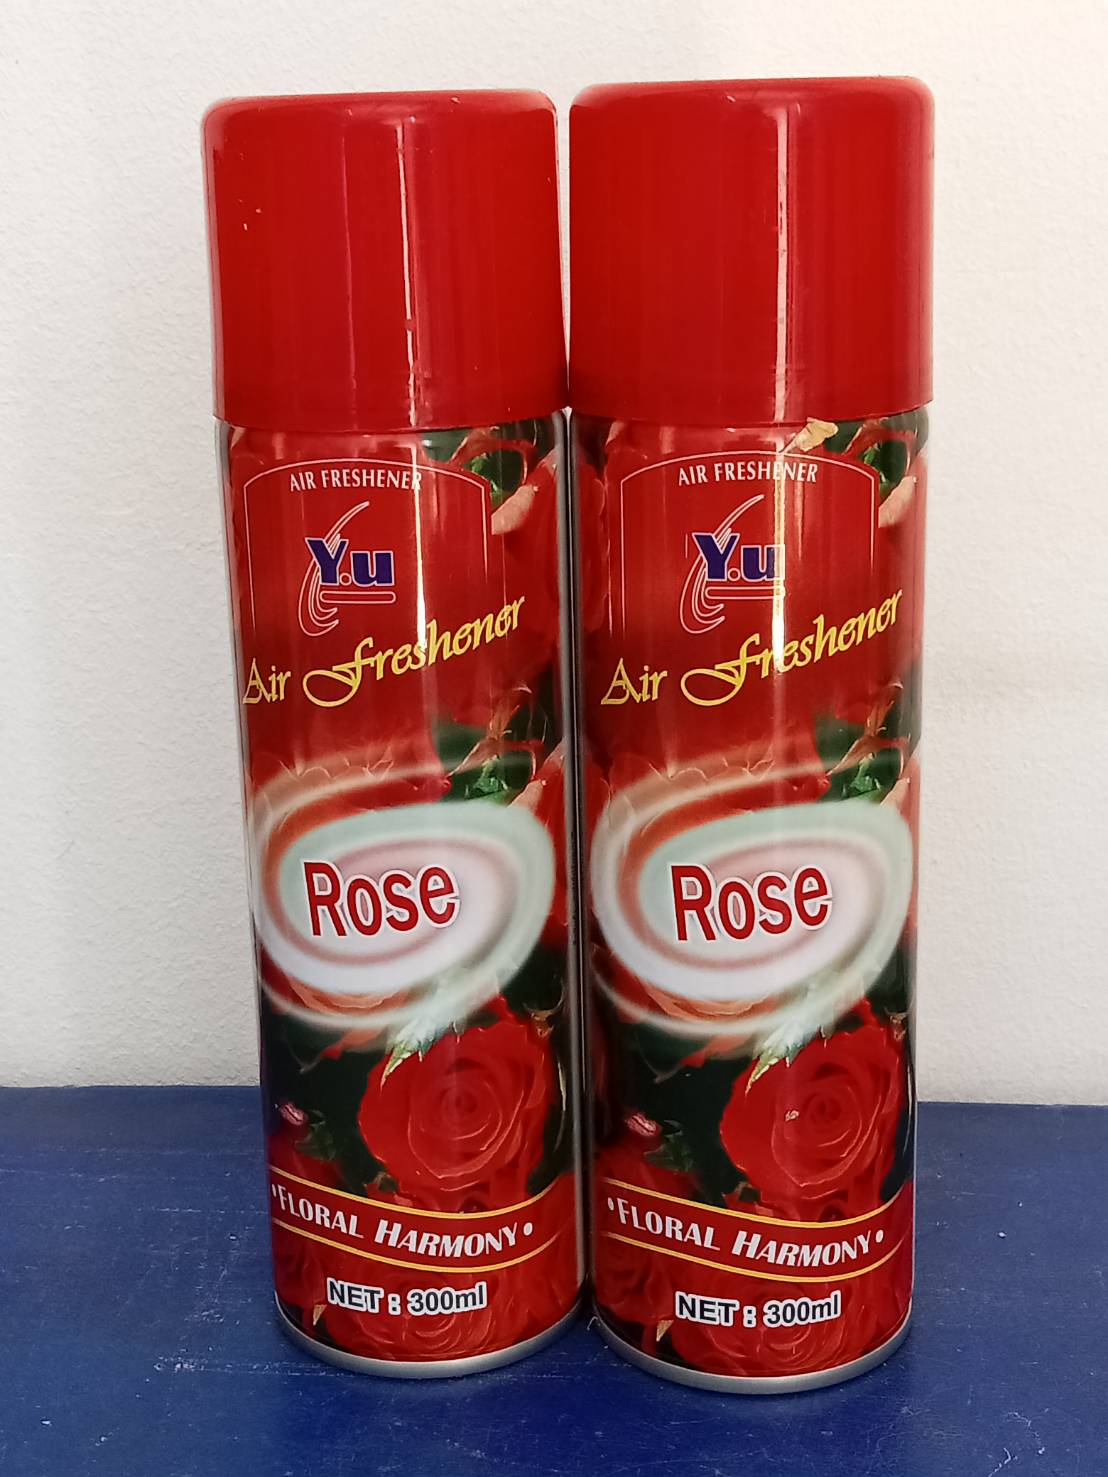 AIR FRESHENER
Y.u
Air Freshener
Rose
•FLORAL HARMONY•
NET : 300ml
AIR FRESHENER
Y.u
Air Freshener
Rose
•FLORAL HARMONY•
NET : 300ml